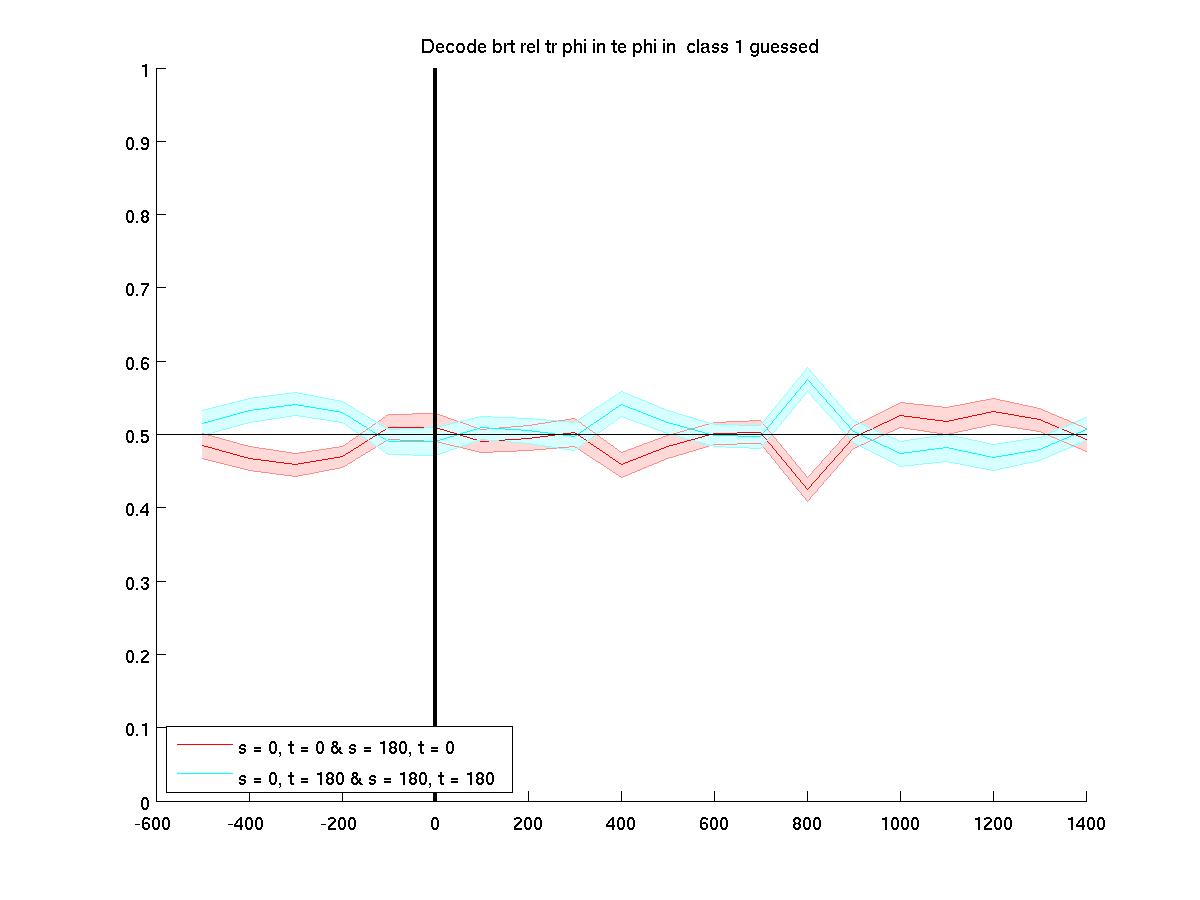 Decode brt rel tr phi in te phi in  class 1 guessed
1
0.9
0.8
0.7
0.6
0.5
0.4
0.3
0.2
0.1
0
s = 0, t = 0 & s = 180, t = 0
s = 0, t = 180 & s = 180, t = 180
-600 -400 -200 0 200 400 600 800 1000 1200 1400